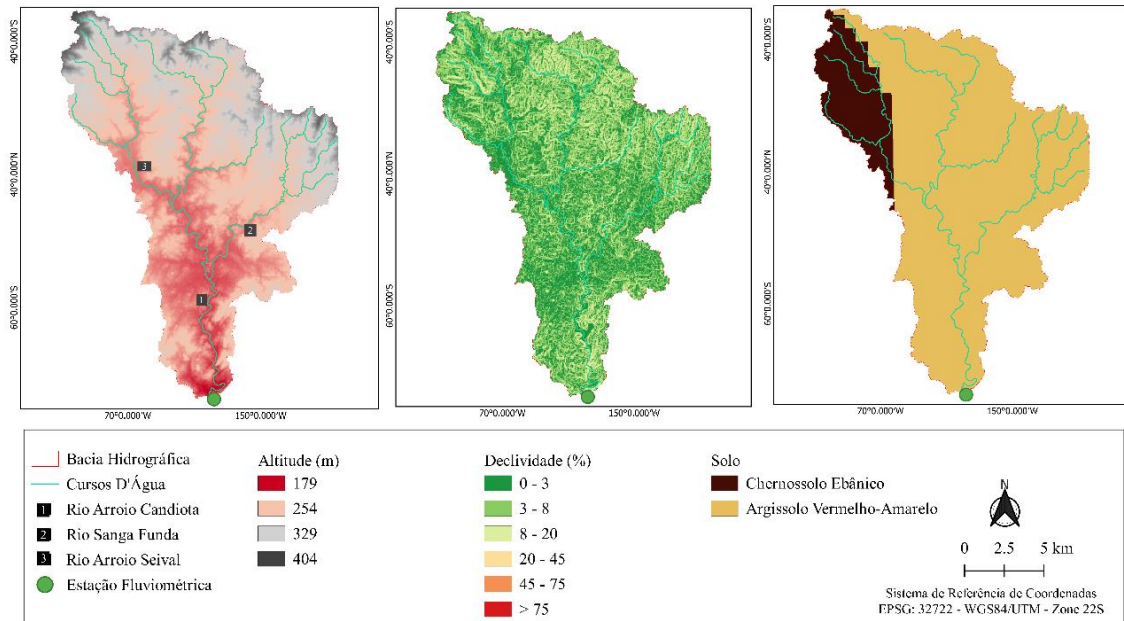 40°0.000'S
40°0.000'N
60°0.000'S
3
2
1
70°0.000'W
150°0.000'W
40°0.000'S
40°0.000'N
60°0.000'S
70°0.000'W
150°0.000'W
40°0.000'S
40°0.000'N
60°0.000'S
70°0.000'W
150°0.000'W
Bacia Hidrográfica
Cursos D'Água
1 Rio Arroio Candiota
2 Rio Sanga Funda
3 Rio Arroio Seival
Estação Fluviométrica
Altitude (m)
179
254
329
404
Declividade (%)
0 - 3
3 - 8
8 - 20
20 - 45
45 - 75
> 75
Solo
Chernossolo Ebânico
Argissolo Vermelho-Amarelo
N
0 2.5 5 km
Sistema de Referência de Coordenadas
EPSG: 32722 - WGS84/UTM - Zone 22S